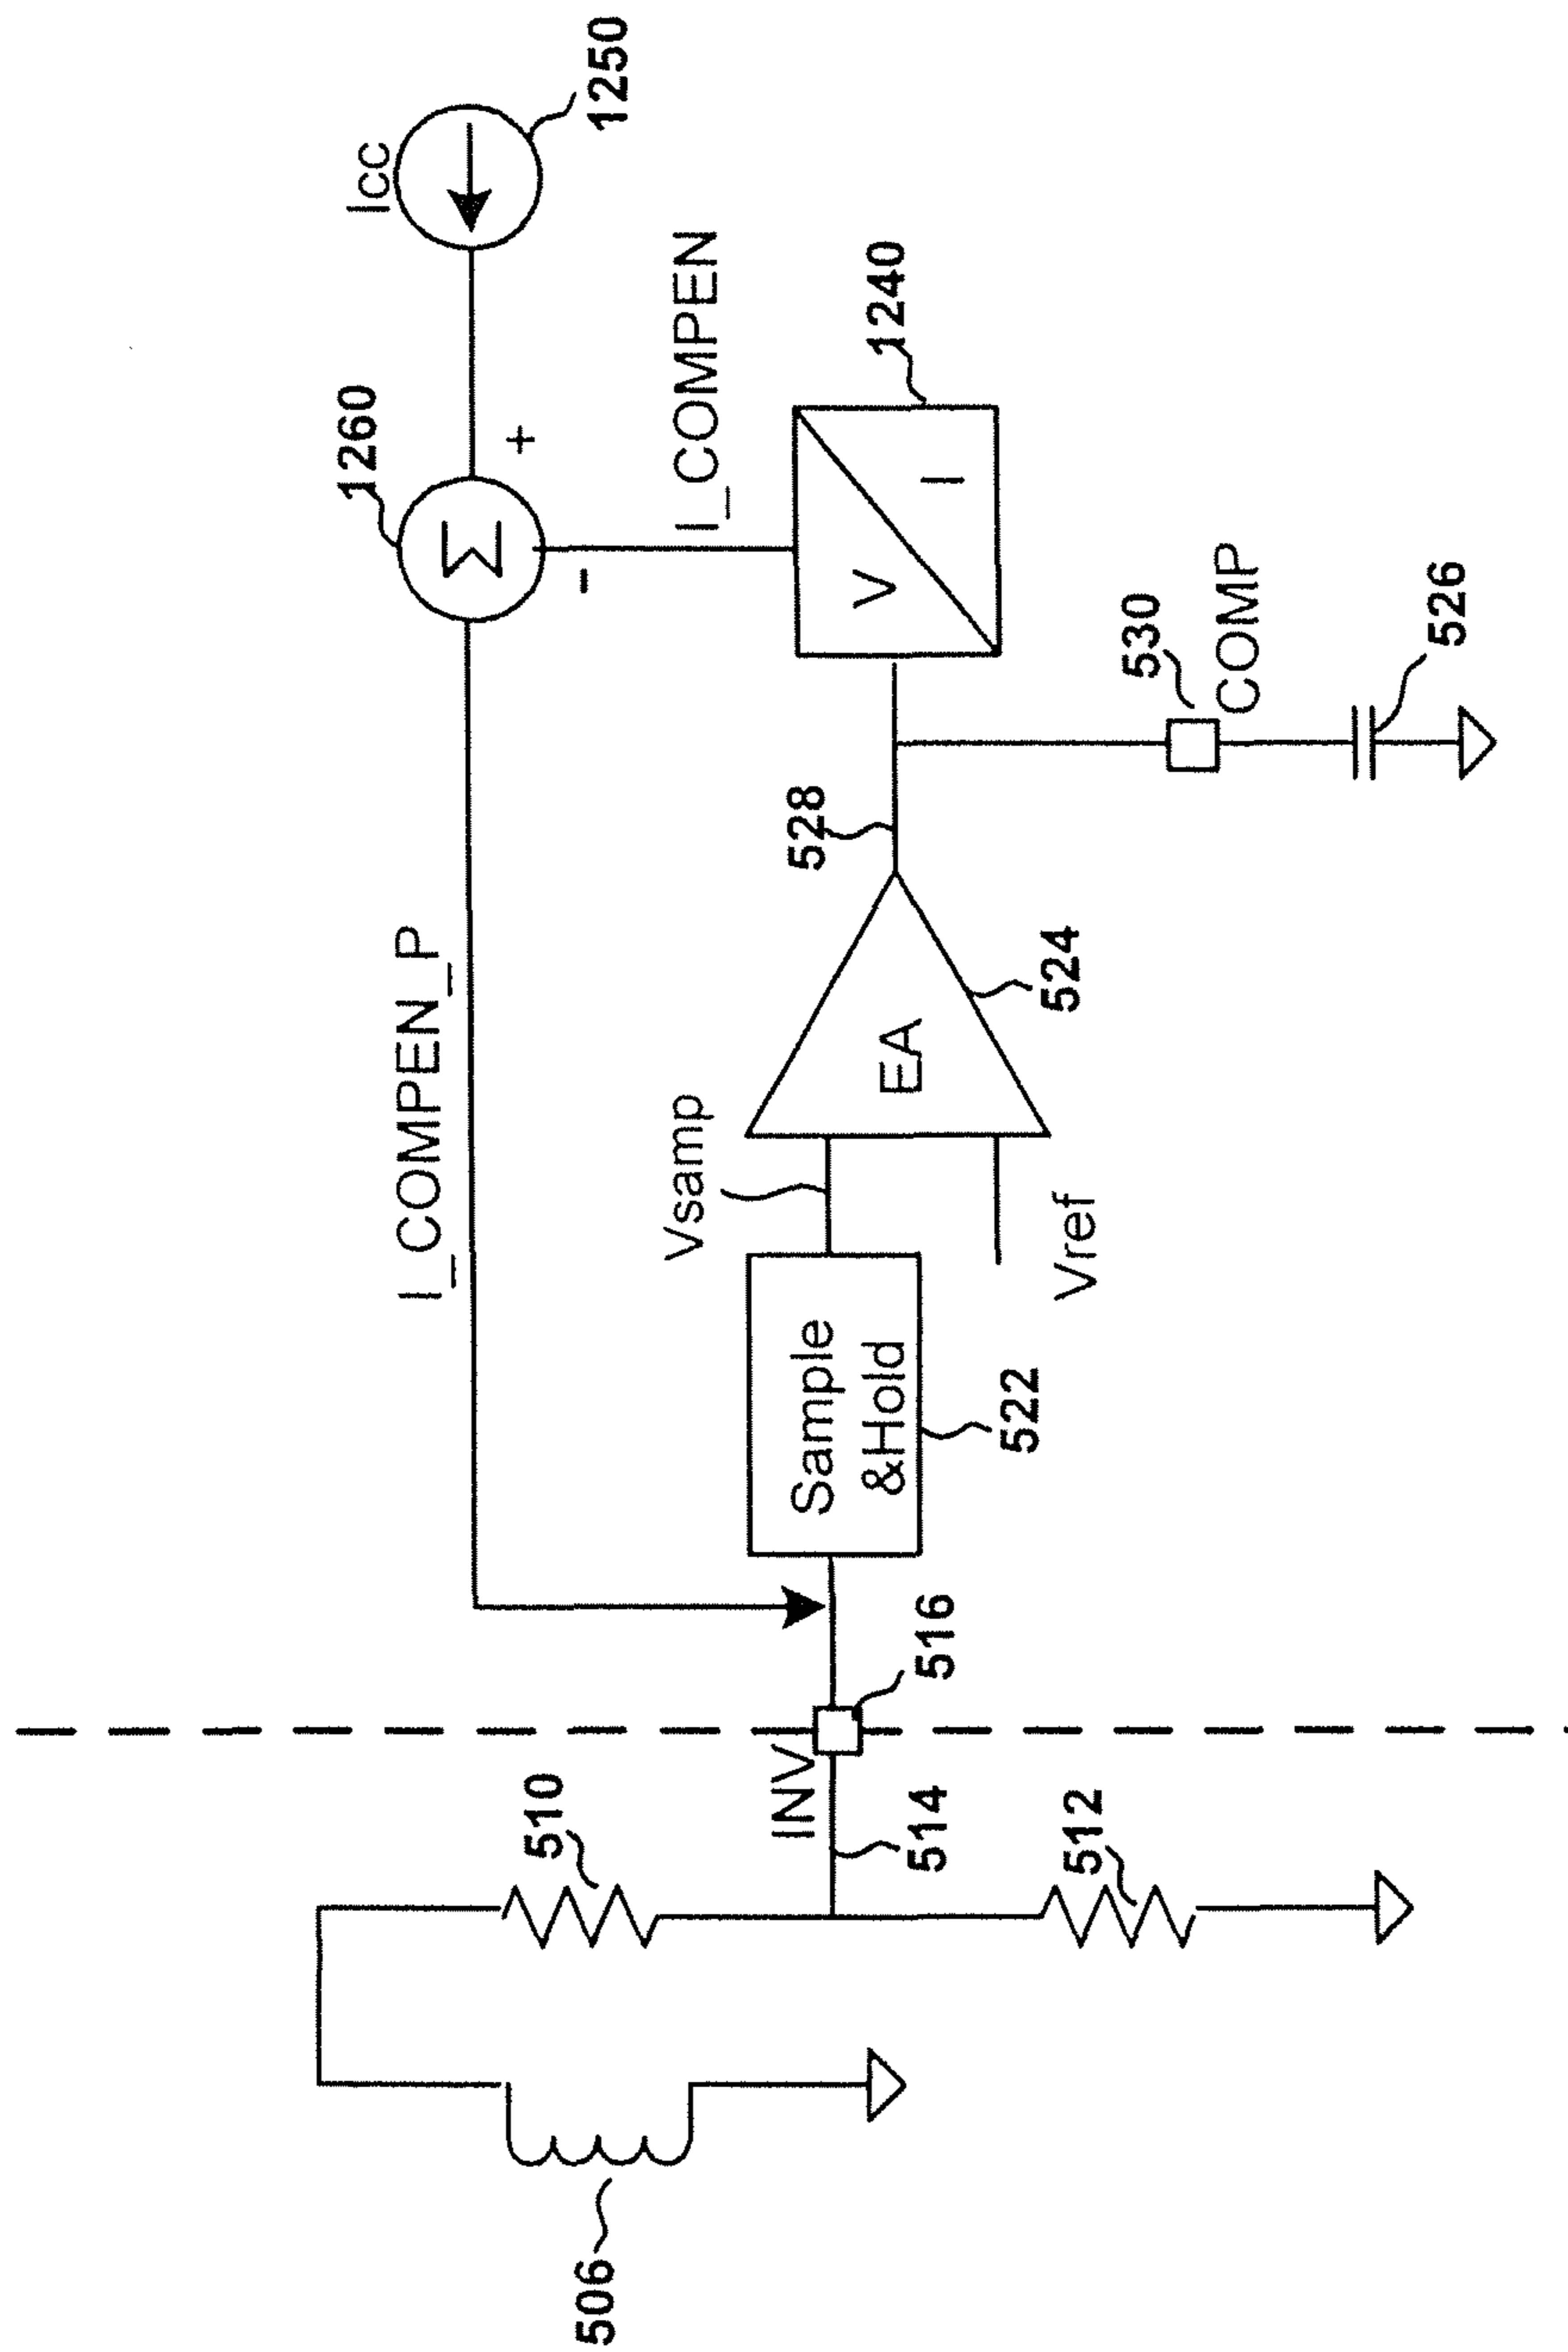 Icc
1250
1260
+
Σ
-
I_COMPEN
I_COMPEN_P
1240
V
I
528
530
COMP
526
Vsamp
EA
524
Vref
Sample
&Hold
522
516
INV
514
510
512
506